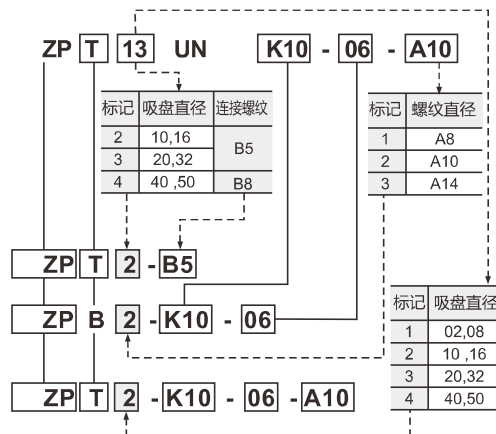 ZP T 13 UN K10 - 06 - A10
标记 吸盘直径 连接螺纹
2 10,16 B5
3 20,32
4 40,50 B8
标记 螺纹直径
1 A8
2 A10
3 A14
ZP T 2 - B5
ZP B 2 - K10 - 06
标记 吸盘直径
1 02,08
2 10,16
3 20,32
4 40,50
ZP T 2 - K10 - 06 - A10